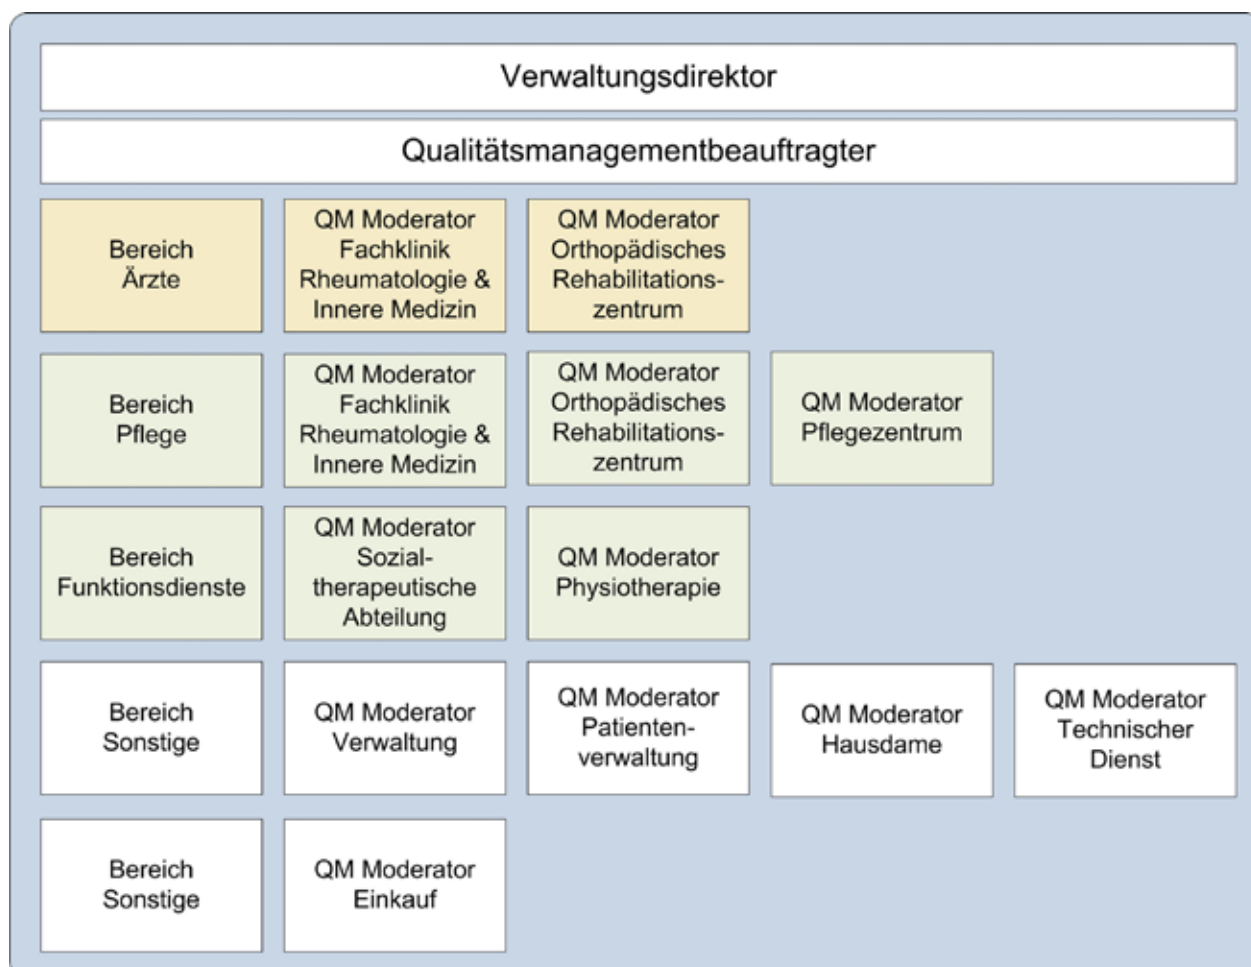 Verwaltungsdirektor
Qualitätsmanagementbeauftragter
Bereich
Ärzte
QM Moderator
Fachklinik
Rheumatologie &
Innere Medizin
QM Moderator
Orthopädisches
Rehabilitations-
zentrum
Bereich
Pflege
QM Moderator
Fachklinik
Rheumatologie &
Innere Medizin
QM Moderator
Orthopädisches
Rehabilitations-
zentrum
QM Moderator
Pflegezentrum
Bereich
Funktionsdienste
QM Moderator
Sozial-
therapeutische
Abteilung
QM Moderator
Physiotherapie
Bereich
Sonstige
QM Moderator
Verwaltung
QM Moderator
Patienten-
verwaltung
QM Moderator
Hausdame
QM Moderator
Technischer
Dienst
Bereich
Sonstige
QM Moderator
Einkauf